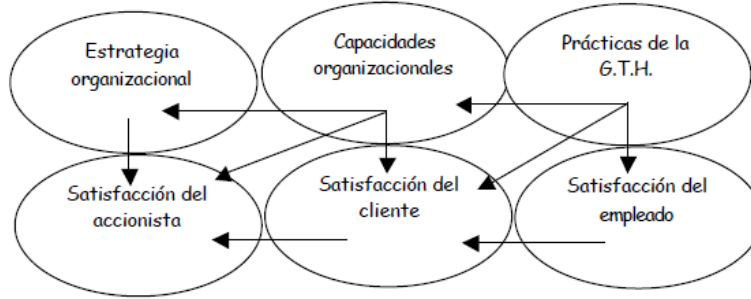 Estrategia
organizacional
Capacidades
organizacionales
Prácticas de la
G.T.H.
Satisfacción del
accionista
Satisfacción del
cliente
Satisfacción del
empleado